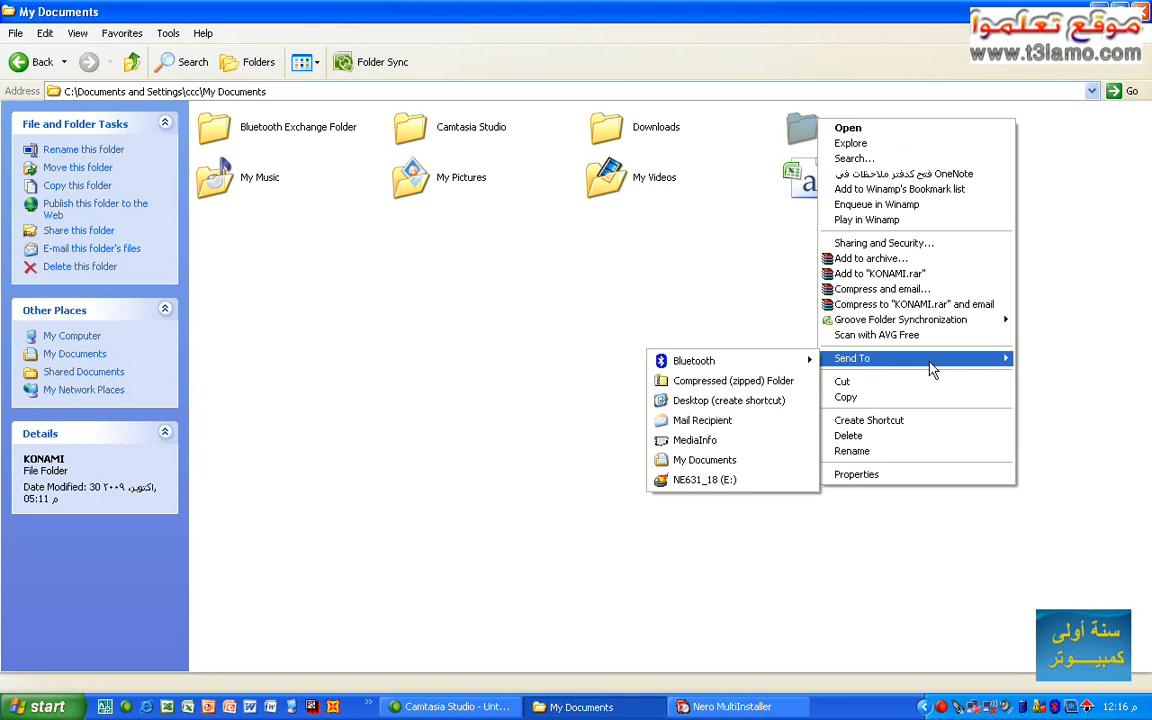 My Documents
موقع تعلموا
www.t3lamo.com
File Edit View Favorites Tools Help
Back Search Folders Folder Sync
Address C:\Documents and Settings\ccc\My Documents Go
File and Folder Tasks
Rename this folder
Move this folder
Copy this folder
Publish this folder to the
Web
Share this folder
E-mail this folder's files
Delete this folder
Other Places
My Computer
My Documents
Shared Documents
My Network Places
Details
KONAMI
File Folder
Date Modified: 30 أكتوبر، ٢٠٠٩
05:11 م
Bluetooth Exchange Folder Camtasia Studio Downloads
My Music My Pictures My Videos
Open
Explore
Search...
فتح كدفتر ملاحظات في OneNote
Add to Winamp's Bookmark list
Enqueue in Winamp
Play in Winamp
Sharing and Security...
Add to archive...
Add to "KONAMI.rar"
Compress and email...
Compress to "KONAMI.rar" and email
Groove Folder Synchronization
Scan with AVG Free
Send To
Cut
Copy
Create Shortcut
Delete
Rename
Properties
Bluetooth
Compressed (zipped) Folder
Desktop (create shortcut)
Mail Recipient
MediaInfo
My Documents
NE631_18 (E:)
سنة أولى
كمبيـــوتر
start Camtasia Studio - Unt... My Documents Nero MultiInstaller 12:16 م